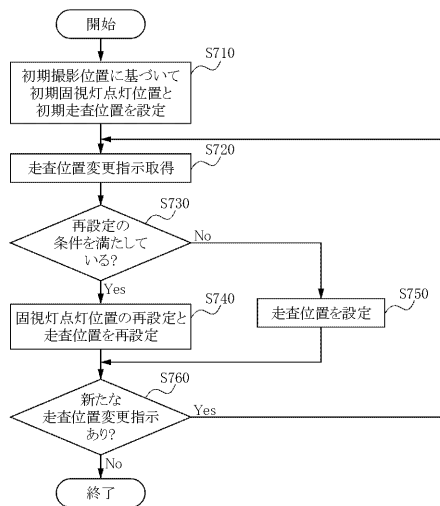 開始
S710
初期撮影位置に基づいて
初期固視灯点灯位置と
初期走査位置を設定
S720
走査位置変更指示取得
S730
再設定の
条件を満たして
いる?
No
Yes
S740
固視灯点灯位置の再設定と
走査位置を再設定
S750
走査位置を設定
S760
新たな
走査位置変更指示
あり?
Yes
No
終了